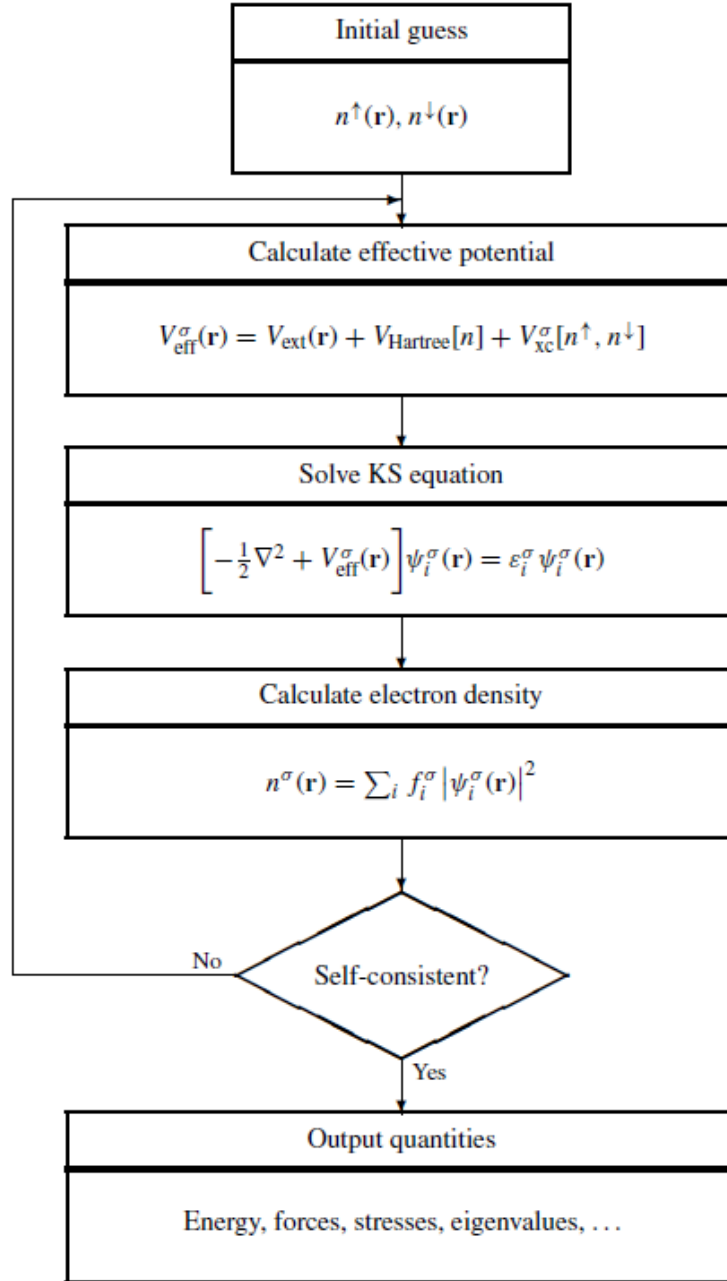 Initial guess
n↑(r), n↓(r)
Calculate effective potential
V^σ_eff(r) = V_ext(r) + V_Hartree[n] + V^σ_xc[n↑, n↓]
Solve KS equation
[−½∇² + V^σ_eff(r)]ψ^σ_i(r) = ε^σ_i ψ^σ_i(r)
Calculate electron density
n^σ(r) = ∑_i f^σ_i |ψ^σ_i(r)|²
No
Self-consistent?
Yes
Output quantities
Energy, forces, stresses, eigenvalues, …